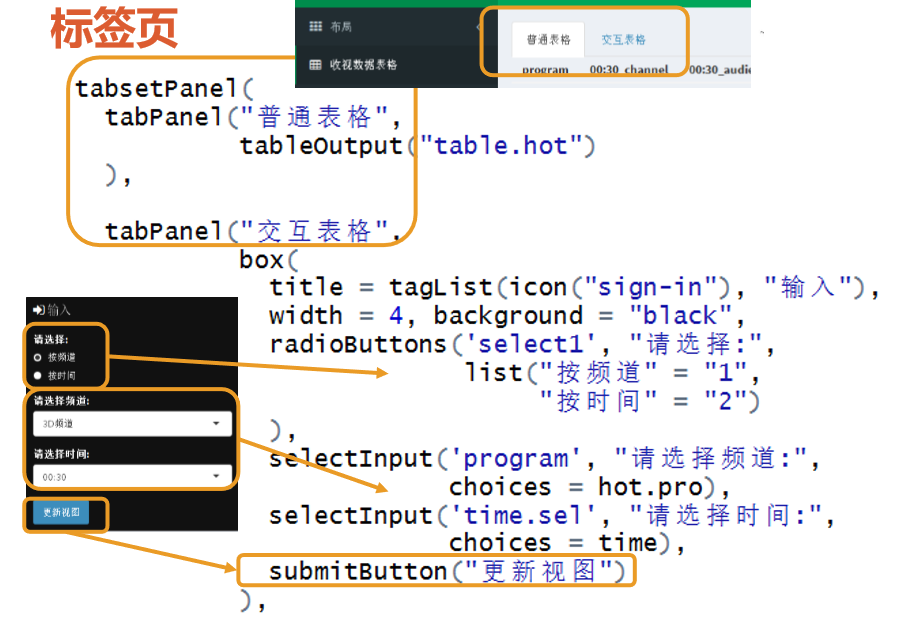 标签页
布局
收视数据表格
普通表格 交互表格
program 00:30_channel 00:30_audie
tabsetPanel(
tabPanel("普通表格",
tableOutput("table.hot")
),
tabPanel("交互表格",
box(
title = tagList(icon("sign-in"), "输入"),
width = 4, background = "black",
radioButtons('select1', "请选择:",
list("按频道" = "1",
"按时间" = "2")
),
selectInput('program', "请选择频道:",
choices = hot.pro),
selectInput('time.sel', "请选择时间:",
choices = time),
submitButton("更新视图")
),
输入
请选择:
按频道
按时间
请选择频道:
3D频道
请选择时间:
00:30
更新视图